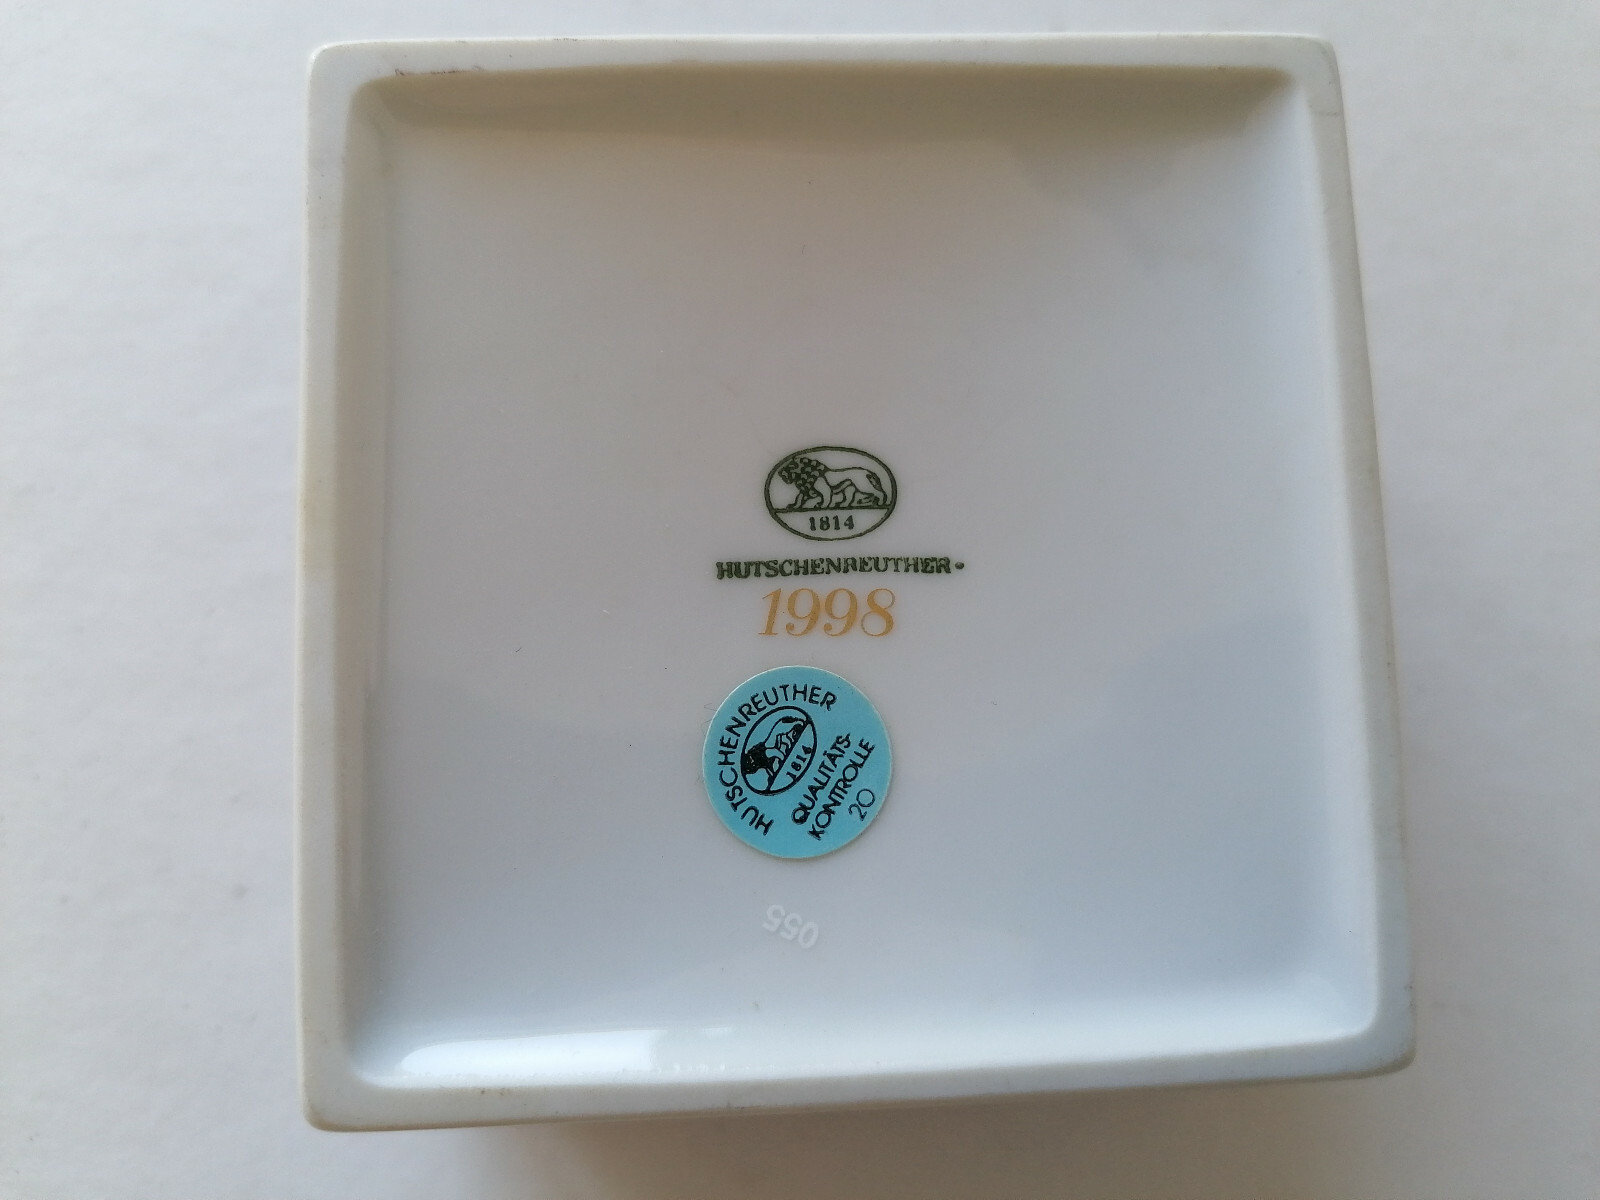 1814
HUTSCHENREUTHER
1998
HUTSCHENREUTHER
1814
QUALITÄTS-
KONTROLLE
20
055